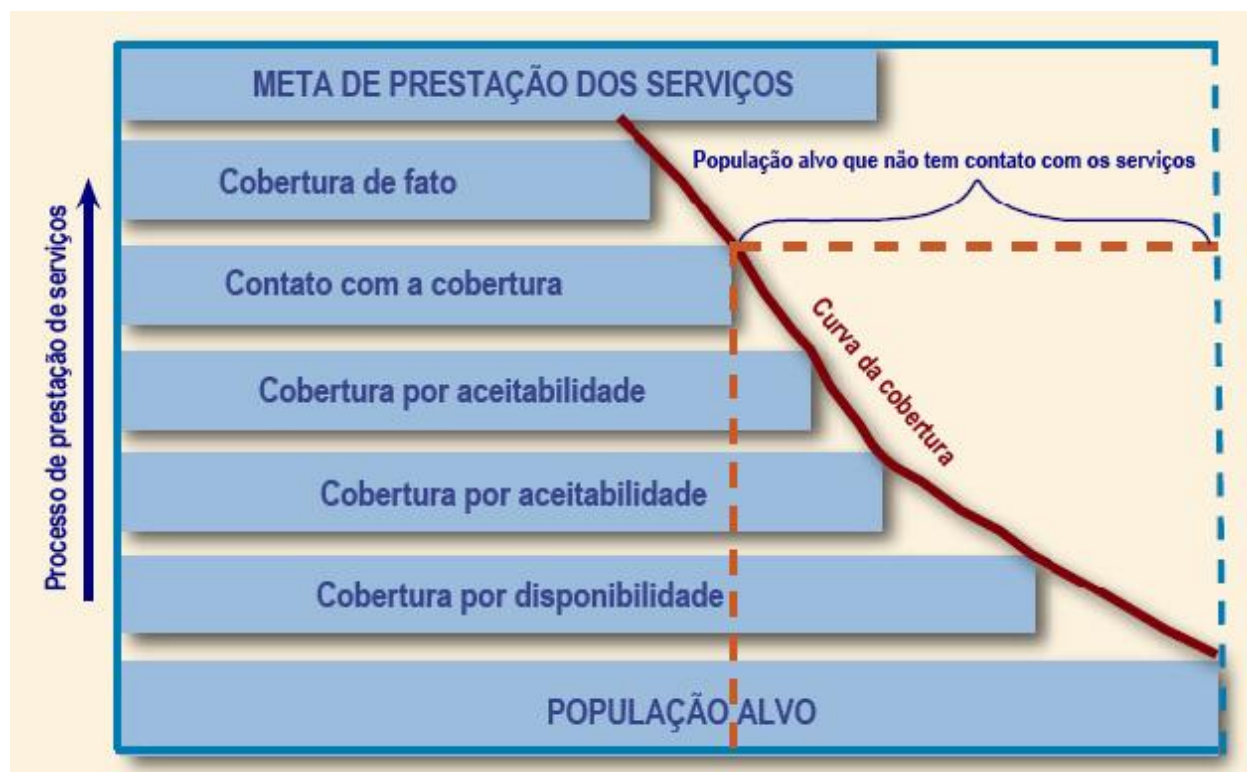 META DE PRESTAÇÃO DOS SERVIÇOS
População alvo que não tem contato com os serviços
Cobertura de fato
Contato com a cobertura
Curva da cobertura
Cobertura por aceitabilidade
Cobertura por aceitabilidade
Cobertura por disponibilidade
POPULAÇÃO ALVO
Processo de prestação de serviços